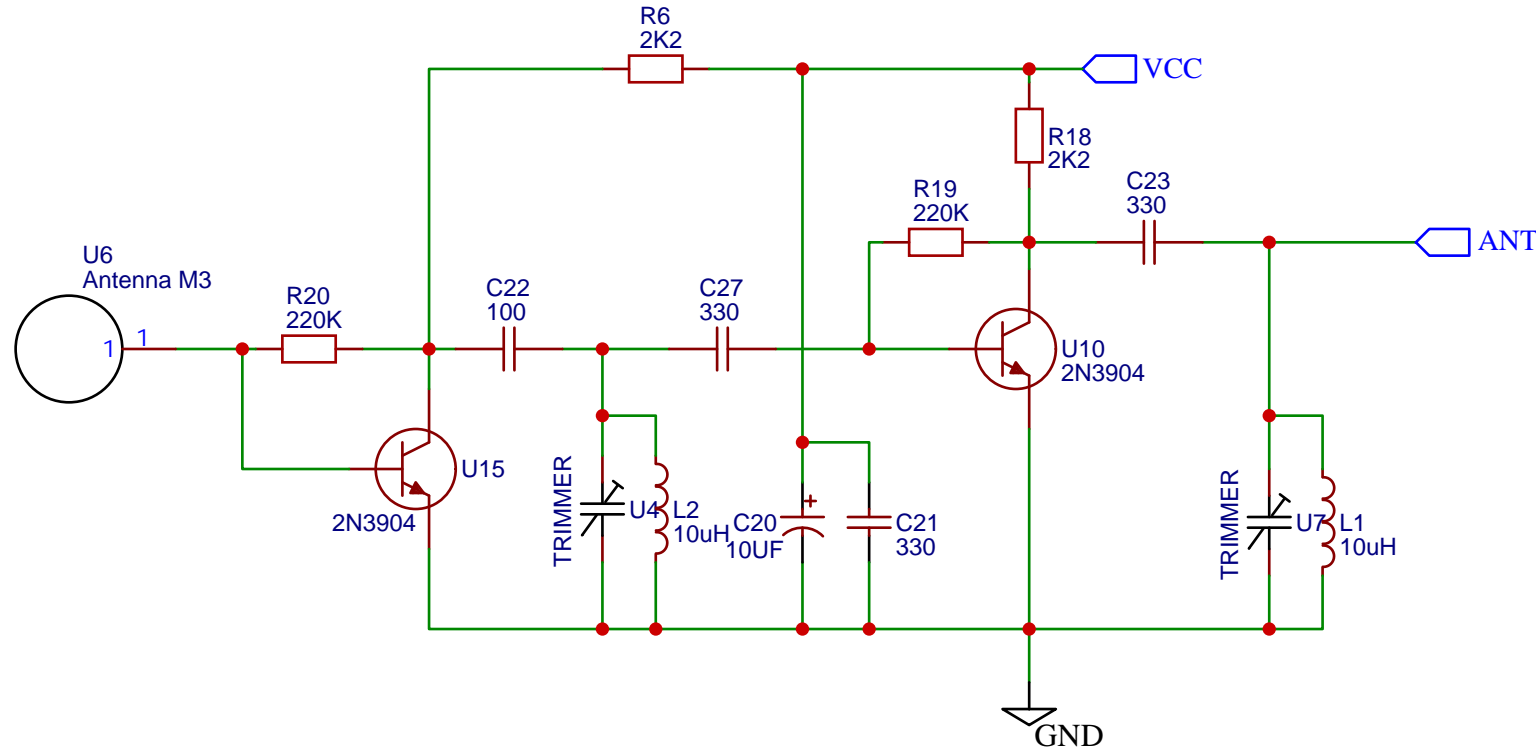 R6
2K2
VCC
R18
2K2
C23
330
R19
220K
ANT
U6
Antenna M3
1
1
R20
220K
C22
100
C27
330
U10
2N3904
U15
2N3904
TRIMMER
U4
L2
10uH
C20
10UF
+
C21
330
TRIMMER
U7
L1
10uH
GND